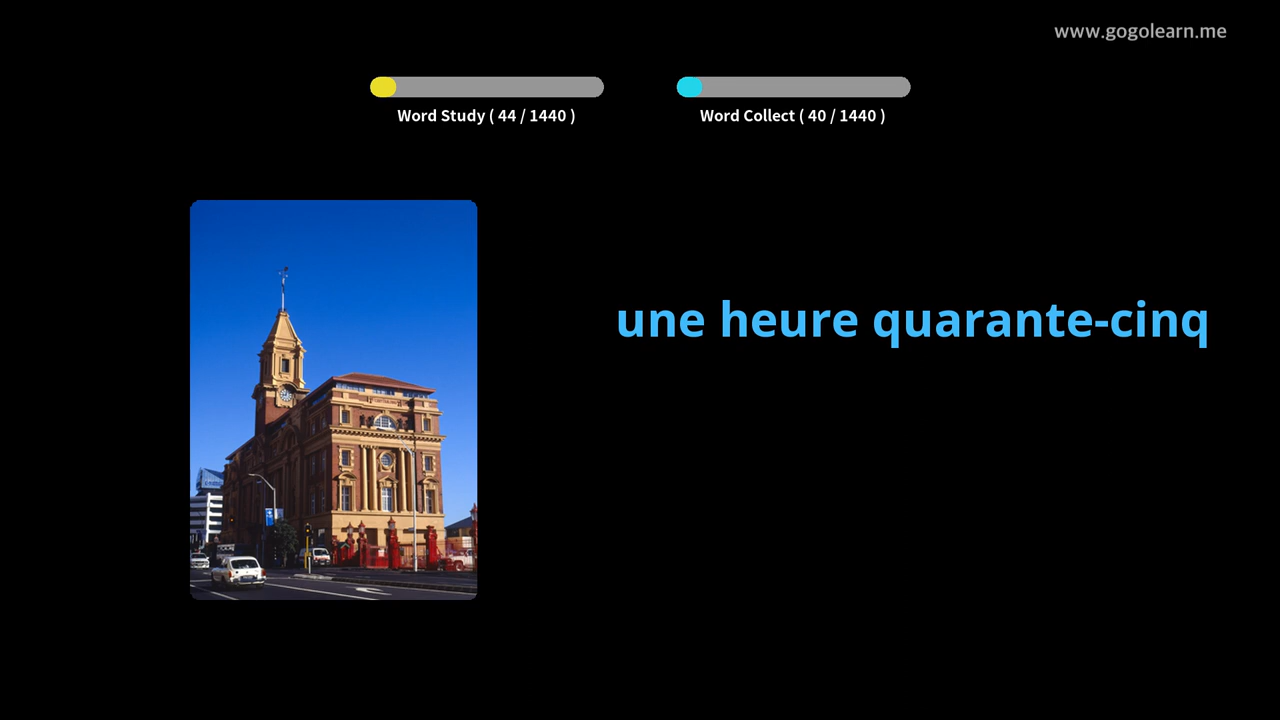 www.gogolearn.me
Word Study ( 44 / 1440 )
Word Collect ( 40 / 1440 )
une heure quarante-cinq